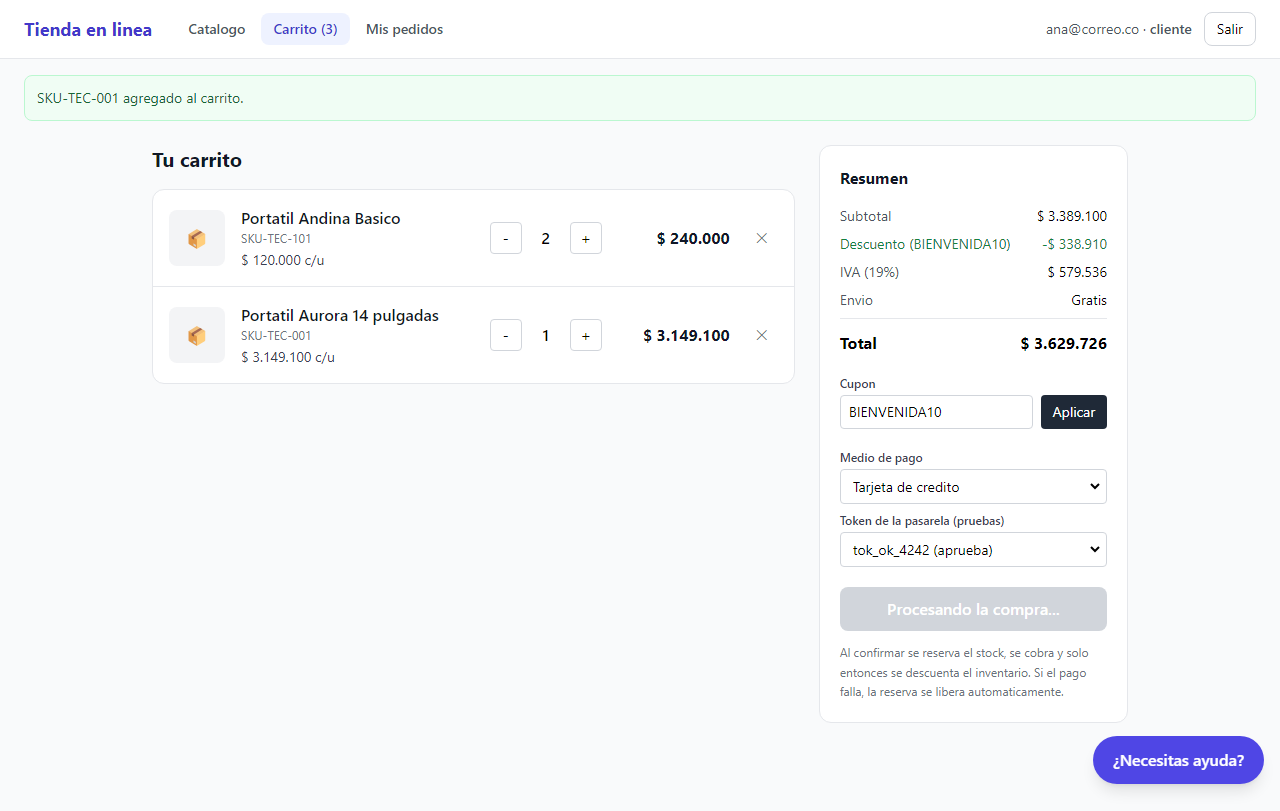 Tienda en linea
Catalogo
Carrito (3)
Mis pedidos
ana@correo.co · cliente
Salir
SKU-TEC-001 agregado al carrito.
Tu carrito
Portatil Andina Basico
SKU-TEC-101
$ 120.000 c/u
- 2 +
$ 240.000
×
Portatil Aurora 14 pulgadas
SKU-TEC-001
$ 3.149.100 c/u
- 1 +
$ 3.149.100
×
Resumen
Subtotal $ 3.389.100
Descuento (BIENVENIDA10) -$ 338.910
IVA (19%) $ 579.536
Envio Gratis
Total $ 3.629.726
Cupon
BIENVENIDA10
Aplicar
Medio de pago
Tarjeta de credito
Token de la pasarela (pruebas)
tok_ok_4242 (aprueba)
Procesando la compra...
Al confirmar se reserva el stock, se cobra y solo
entonces se descuenta el inventario. Si el pago
falla, la reserva se libera automaticamente.
¿Necesitas ayuda?